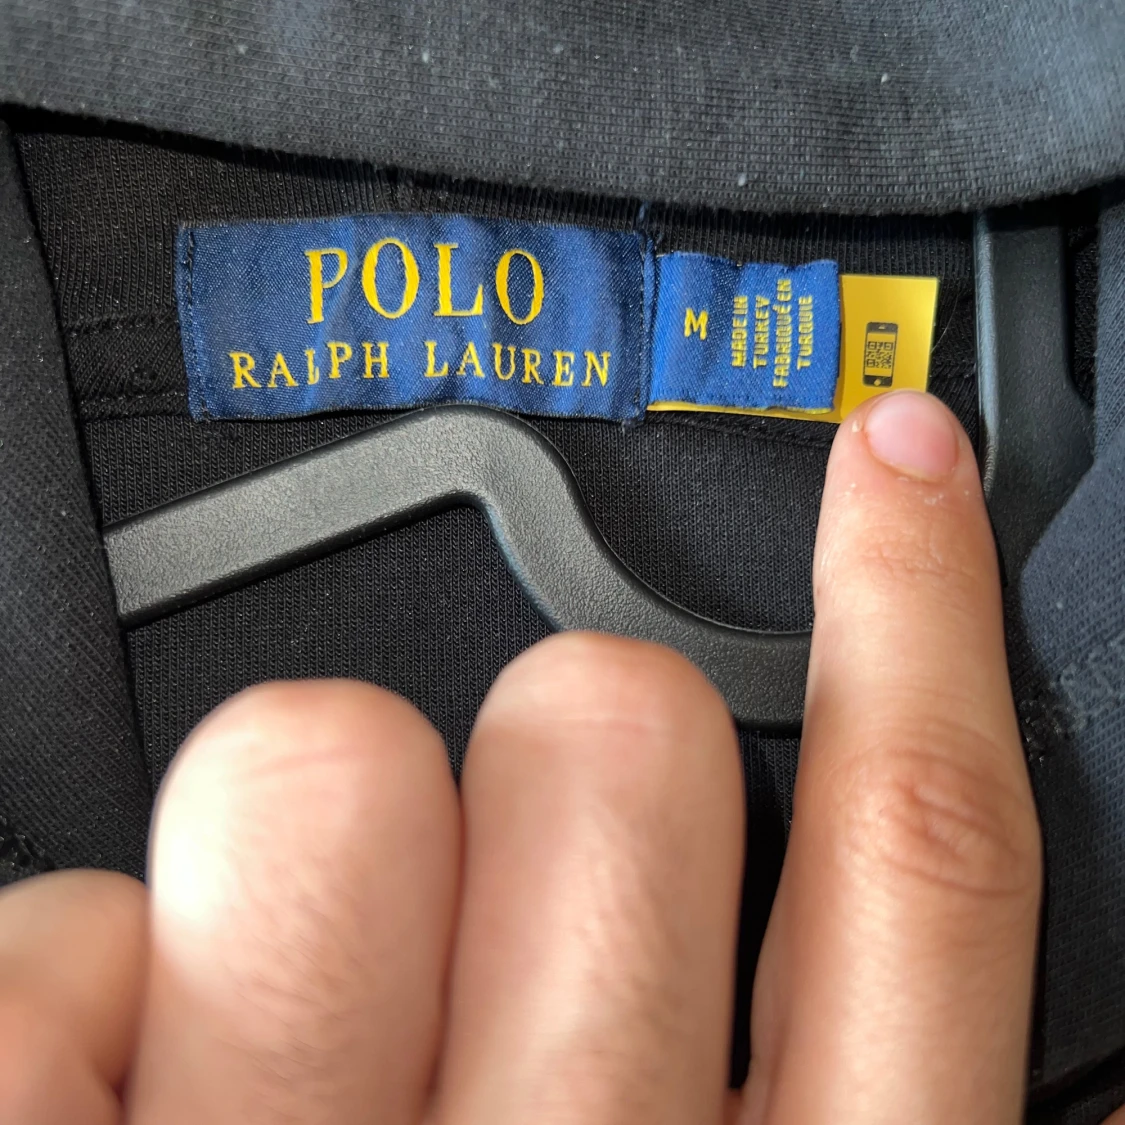 POLO
RALPH LAUREN
M
MADE IN
TURKEY
FABRIQUÉ EN
TURQUIE